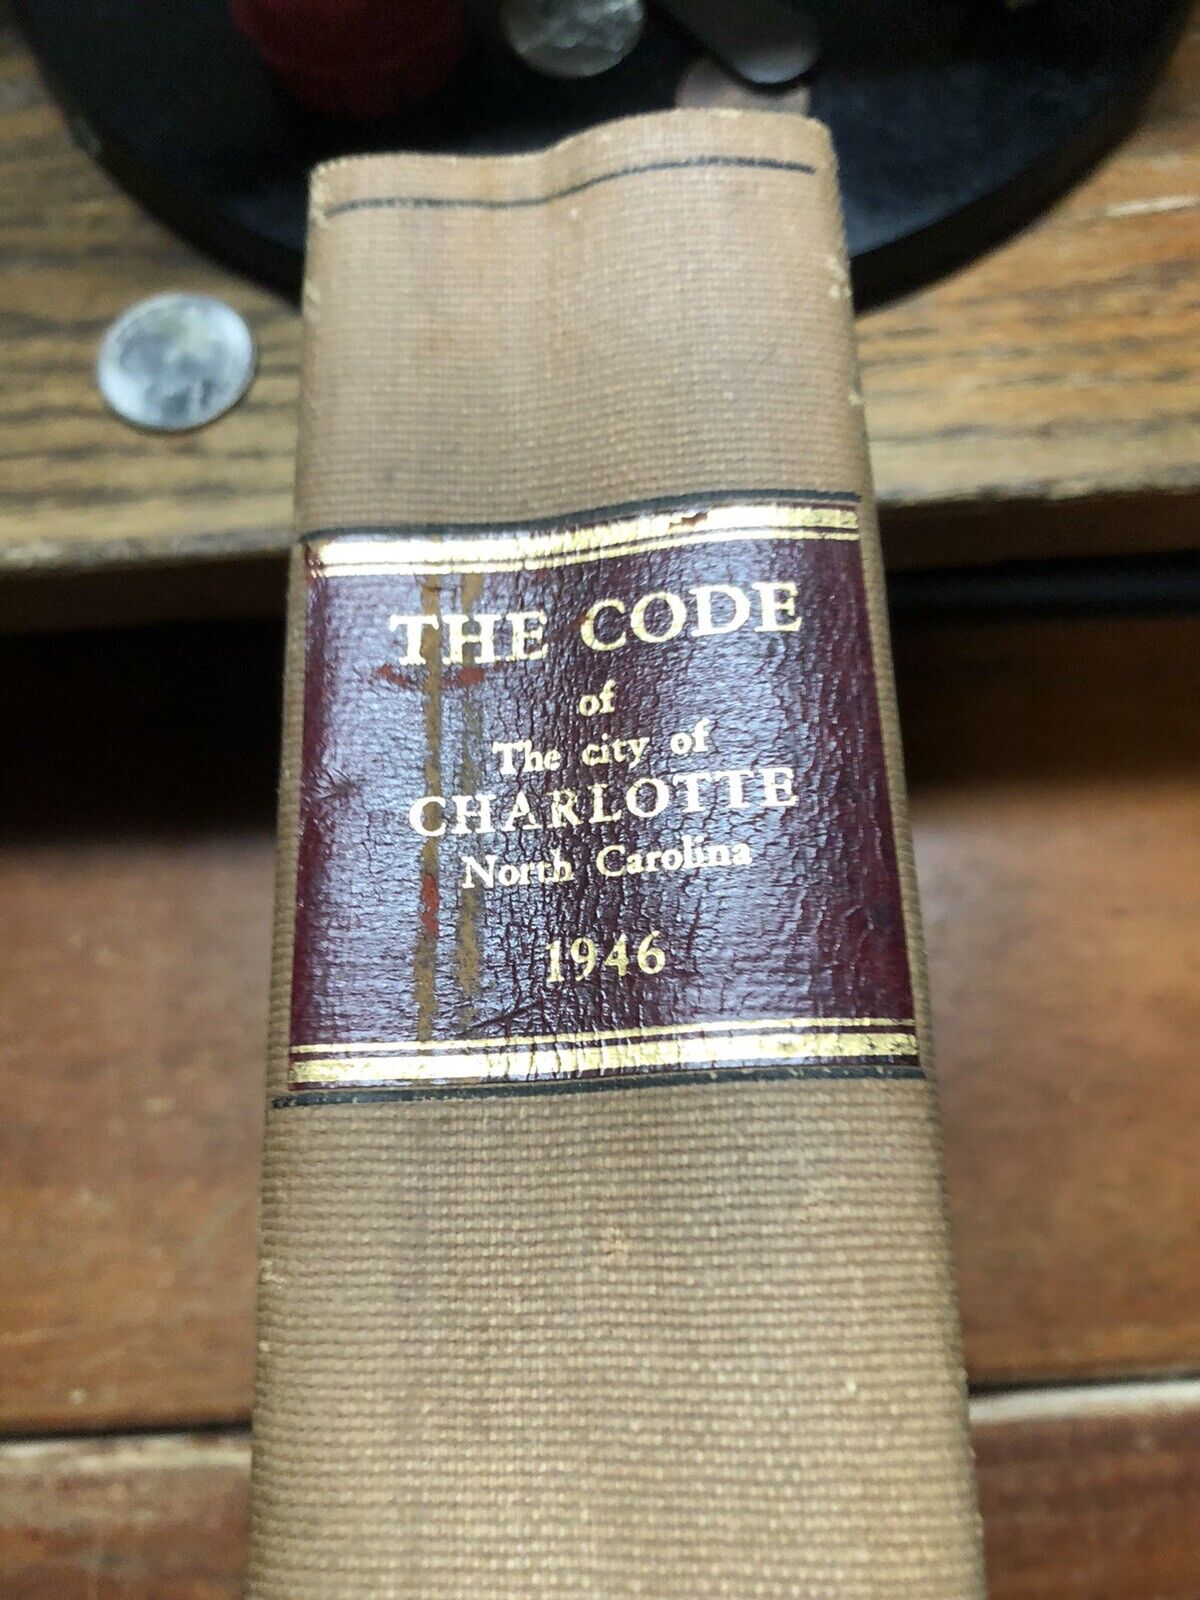 THE CODE
of
The city of
CHARLOTTE
North Carolina
1946